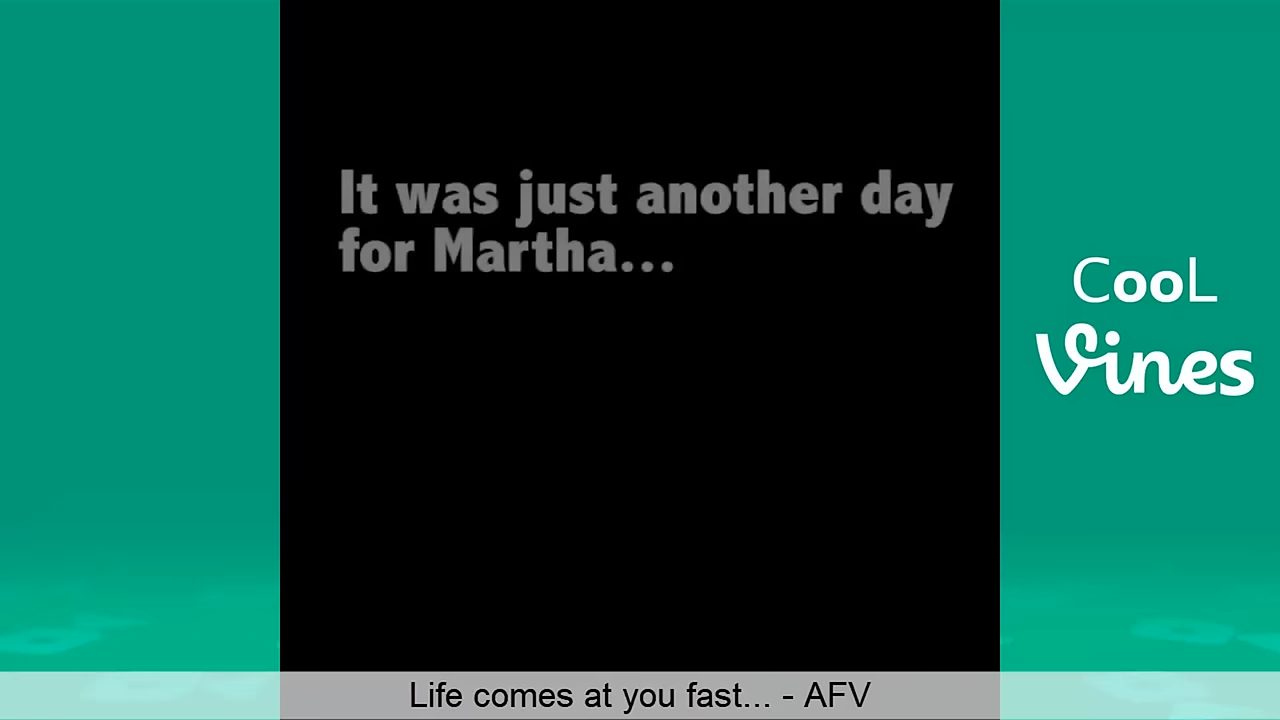 It was just another day
for Martha...
CooL
Vines
Life comes at you fast... - AFV